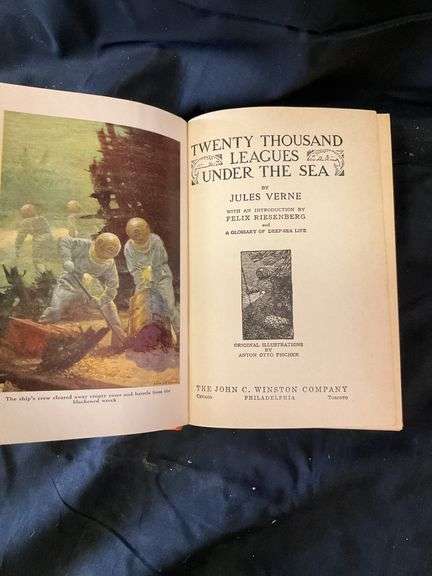 The ship's crew cleared away empty cases and barrels from the
blackened wreck
TWENTY THOUSAND
LEAGUES
UNDER THE SEA
BY
JULES VERNE
WITH AN INTRODUCTION BY
FELIX RIESENBERG
and
A GLOSSARY OF DEEP-SEA LIFE
ORIGINAL ILLUSTRATIONS
BY
ANTON OTTO FISCHER
THE JOHN C. WINSTON COMPANY
CHICAGO PHILADELPHIA TORONTO